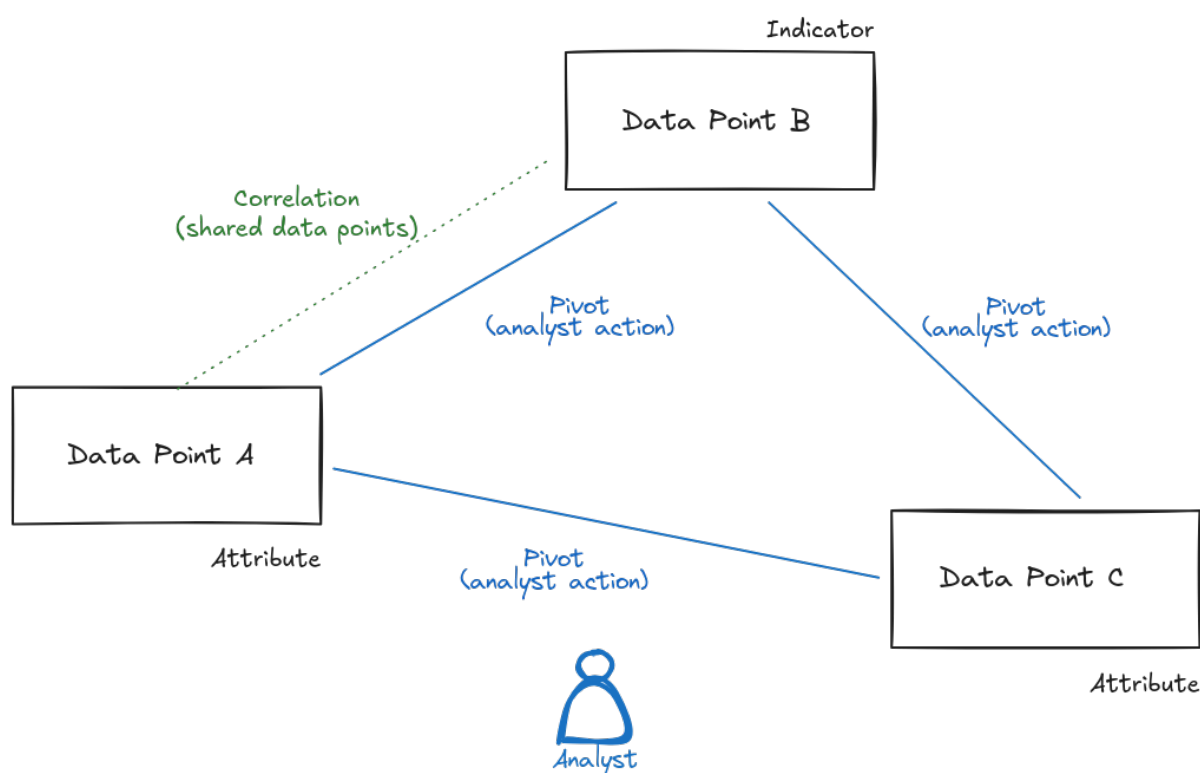 Indicator
Data Point B
Correlation
(shared data points)
Pivot
(analyst action)
Pivot
(analyst action)
Data Point A
Attribute
Pivot
(analyst action)
Data Point C
Attribute
Analyst